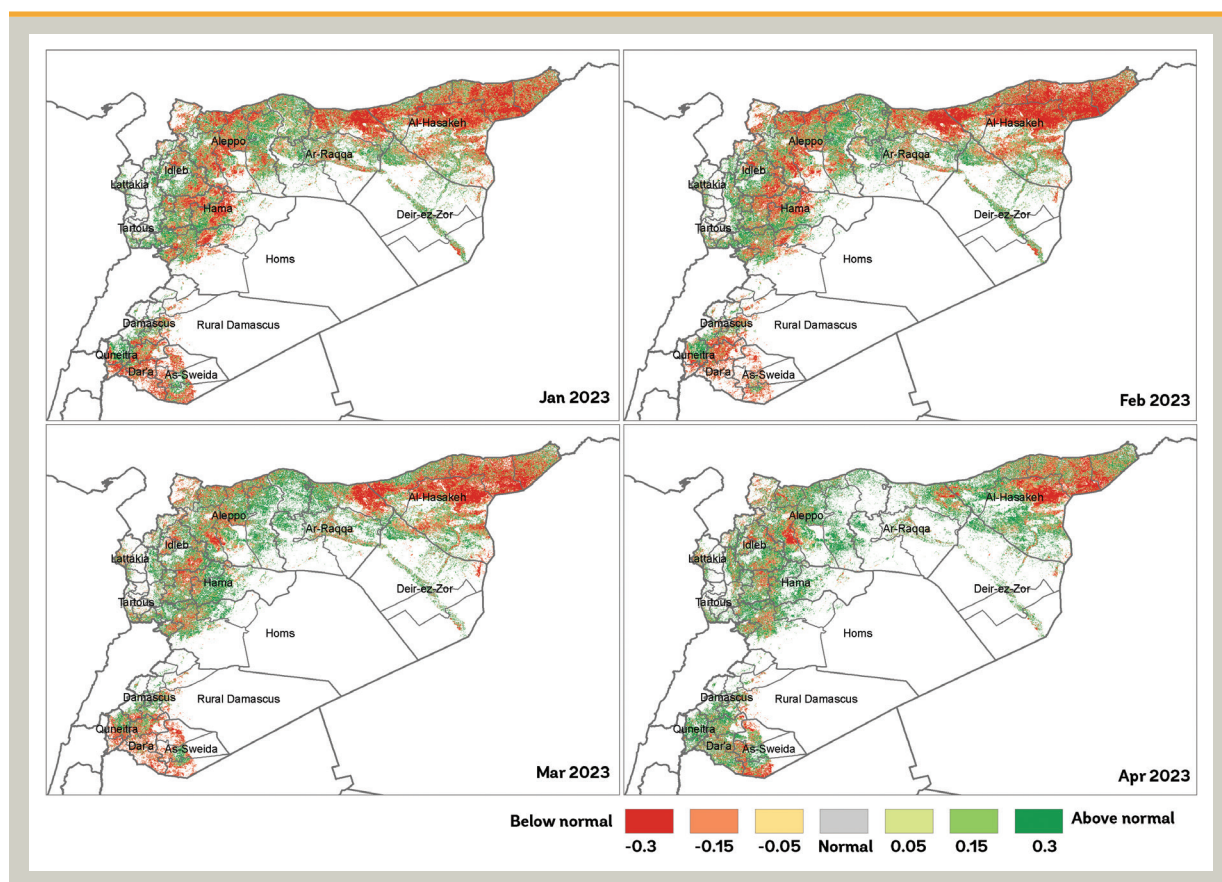 Aleppo
Al-Hasakeh
Idleb
Ar-Raqqa
Lattakia
Hama
Deir-ez-Zor
Tartous
Homs
Damascus
Rural Damascus
Quneitra
Dar'a
As-Sweida
Jan 2023
Aleppo
Al-Hasakeh
Idleb
Ar-Raqqa
Lattakia
Hama
Deir-ez-Zor
Tartous
Homs
Damascus
Rural Damascus
Quneitra
Dar'a
As-Sweida
Feb 2023
Al-Hasakeh
Aleppo
Ar-Raqqa
Idleb
Lattakia
Hama
Deir-ez-Zor
Tartous
Homs
Damascus
Rural Damascus
Quneitra
Dar'a
As-Sweida
Mar 2023
Al-Hasakeh
Aleppo
Ar-Raqqa
Idleb
Lattakia
Hama
Deir-ez-Zor
Tartous
Homs
Damascus
Rural Damascus
Quneitra
Dar'a
As-Sweida
Apr 2023
Below normal Above normal
-0.3 -0.15 -0.05 Normal 0.05 0.15 0.3